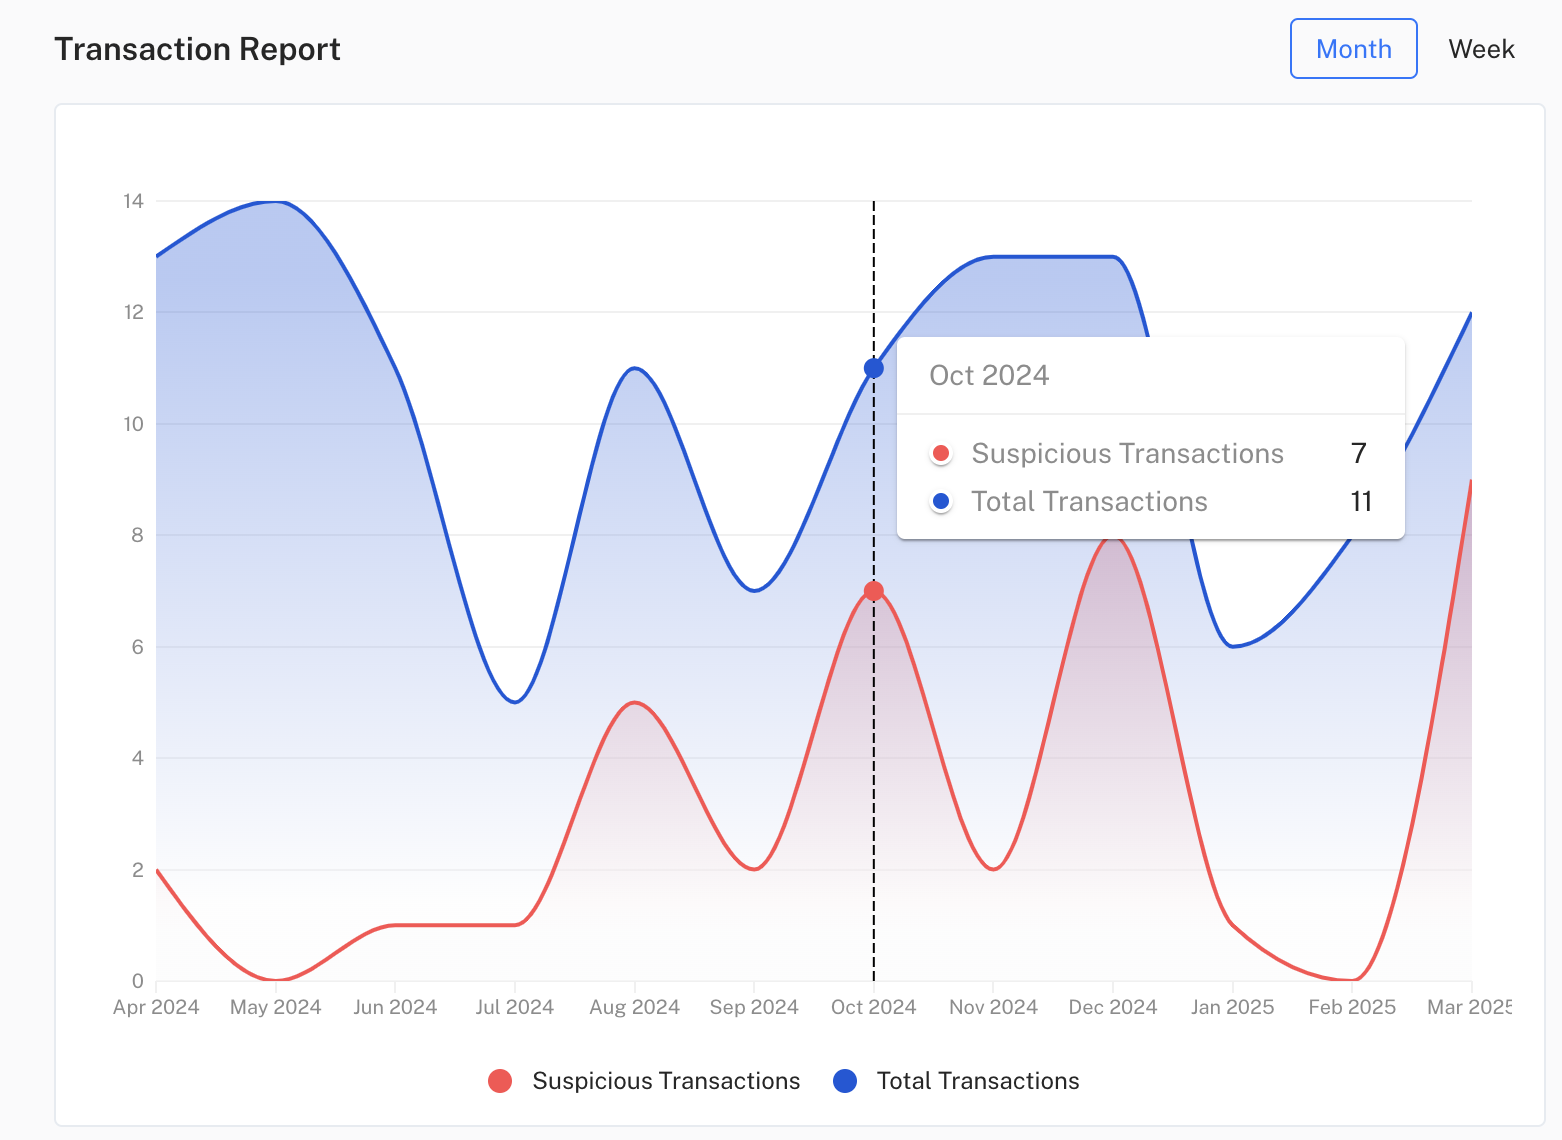 Transaction Report
Month Week
14
12
10
8
6
4
2
0
Oct 2024
Suspicious Transactions 7
Total Transactions 11
Apr 2024 May 2024 Jun 2024 Jul 2024 Aug 2024 Sep 2024 Oct 2024 Nov 2024 Dec 2024 Jan 2025 Feb 2025 Mar 2025
Suspicious Transactions Total Transactions